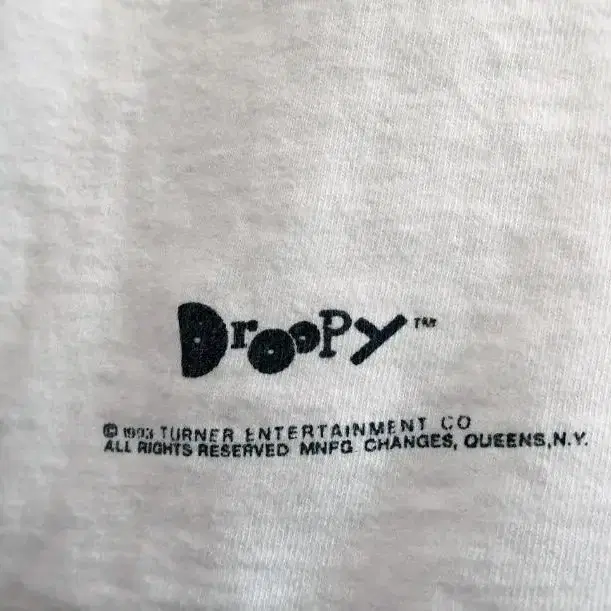 Droopy™
© 1993 TURNER ENTERTAINMENT CO
ALL RIGHTS RESERVED MNFG CHANGES, QUEENS, N.Y.